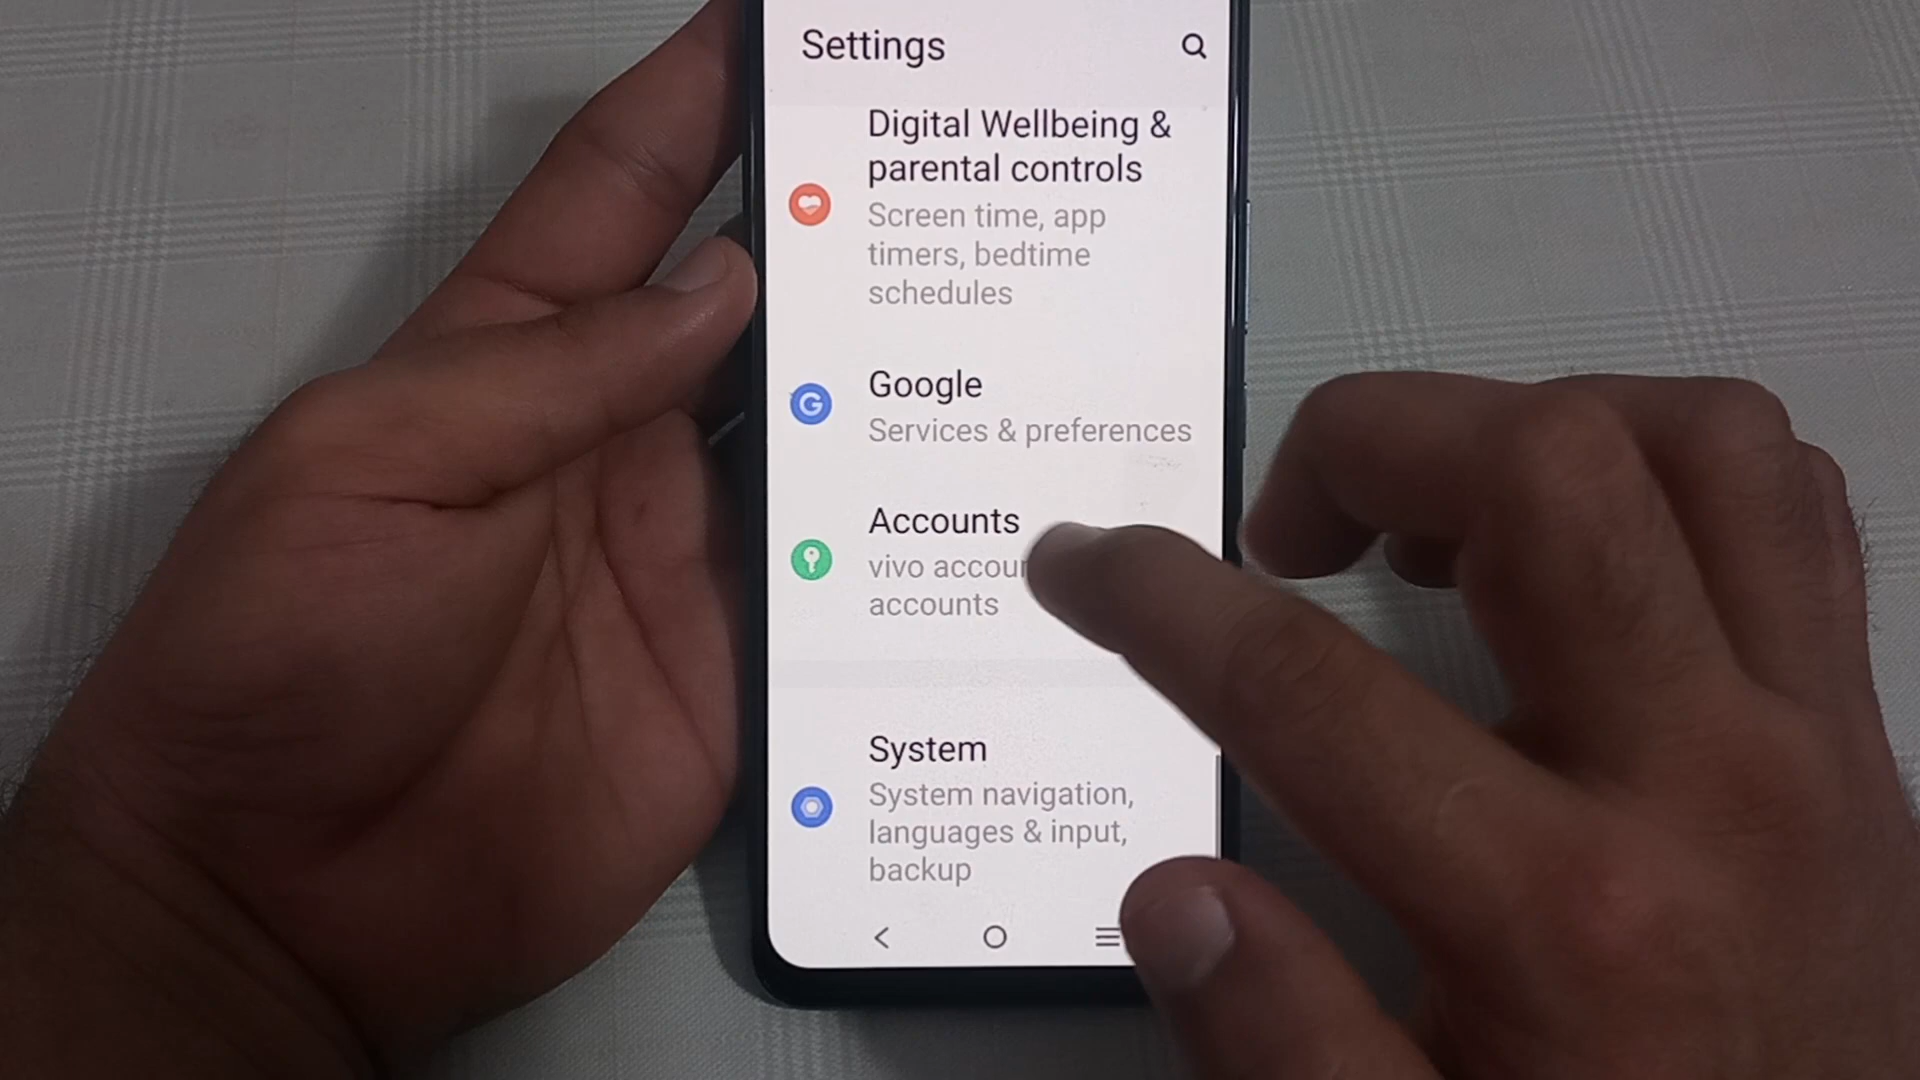 Settings
Digital Wellbeing &
parental controls
Screen time, app
timers, bedtime
schedules
Google
Services & preferences
Accounts
vivo
accounts
System
System navigation,
languages & input,
backup